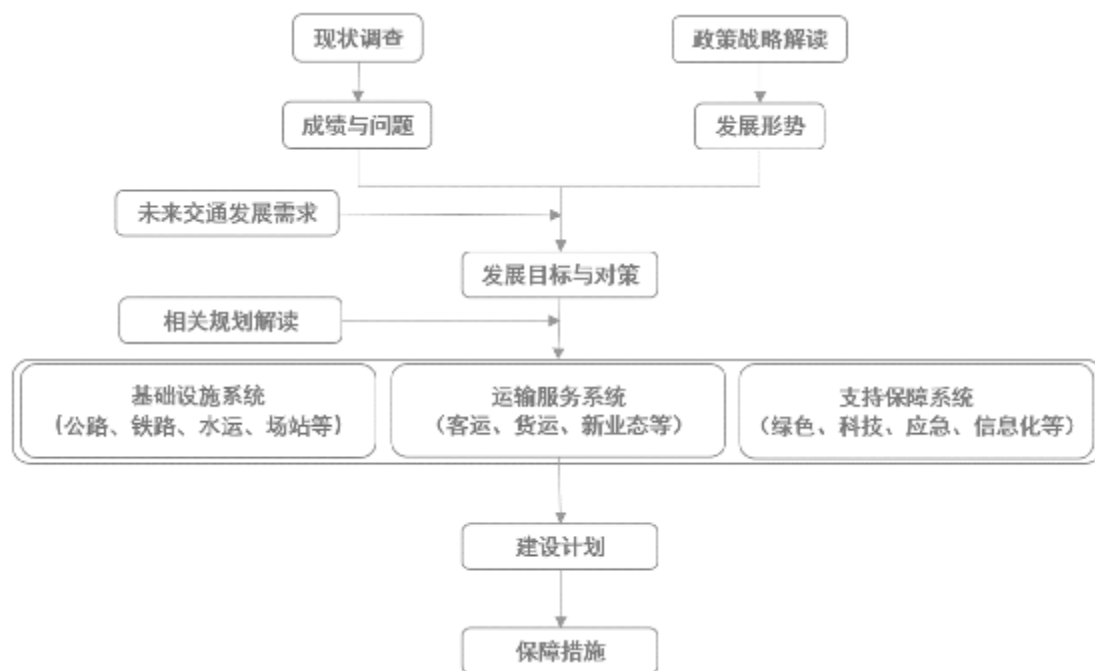 现状调查
政策战略解读
成绩与问题
发展形势
未来交通发展需求
发展目标与对策
相关规划解读
基础设施系统
（公路、铁路、水运、场站等）
运输服务系统
（客运、货运、新业态等）
支持保障系统
（绿色、科技、应急、信息化等）
建设计划
保障措施